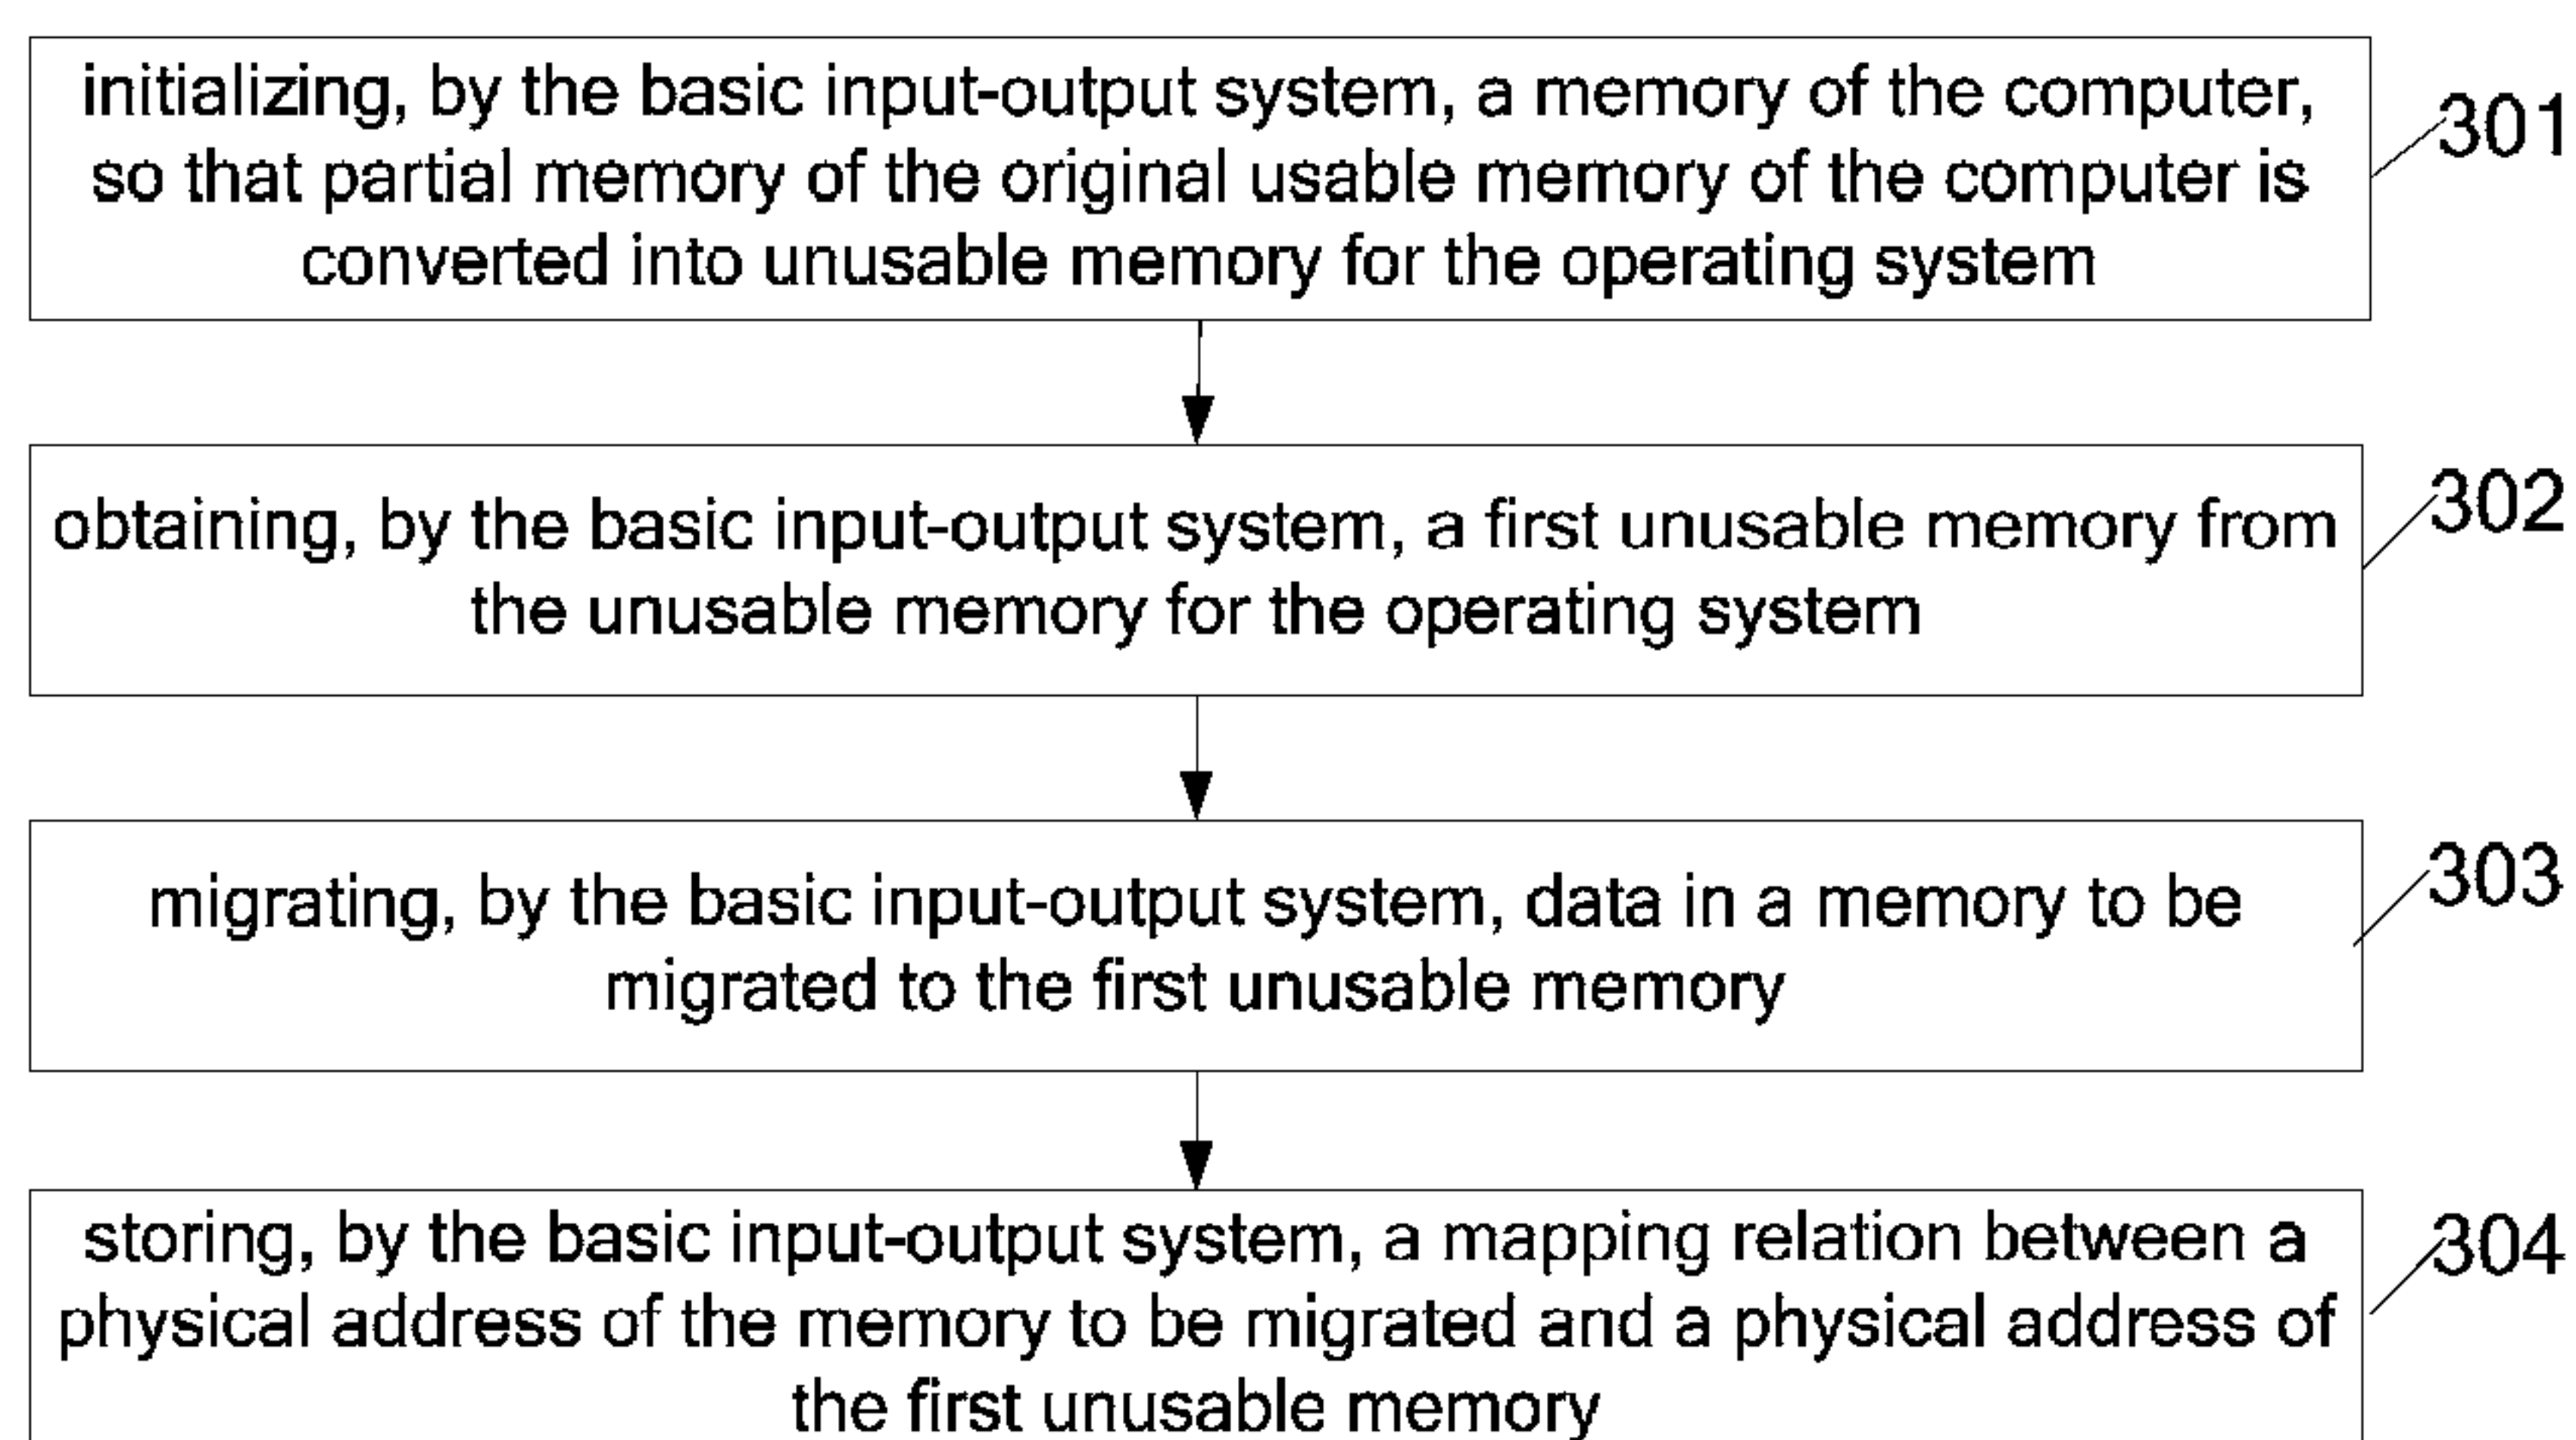 initializing, by the basic input-output system, a memory of the computer,
so that partial memory of the original usable memory of the computer is
converted into unusable memory for the operating system
301
obtaining, by the basic input-output system, a first unusable memory from
the unusable memory for the operating system
302
migrating, by the basic input-output system, data in a memory to be
migrated to the first unusable memory
303
storing, by the basic input-output system, a mapping relation between a
physical address of the memory to be migrated and a physical address of
the first unusable memory
304